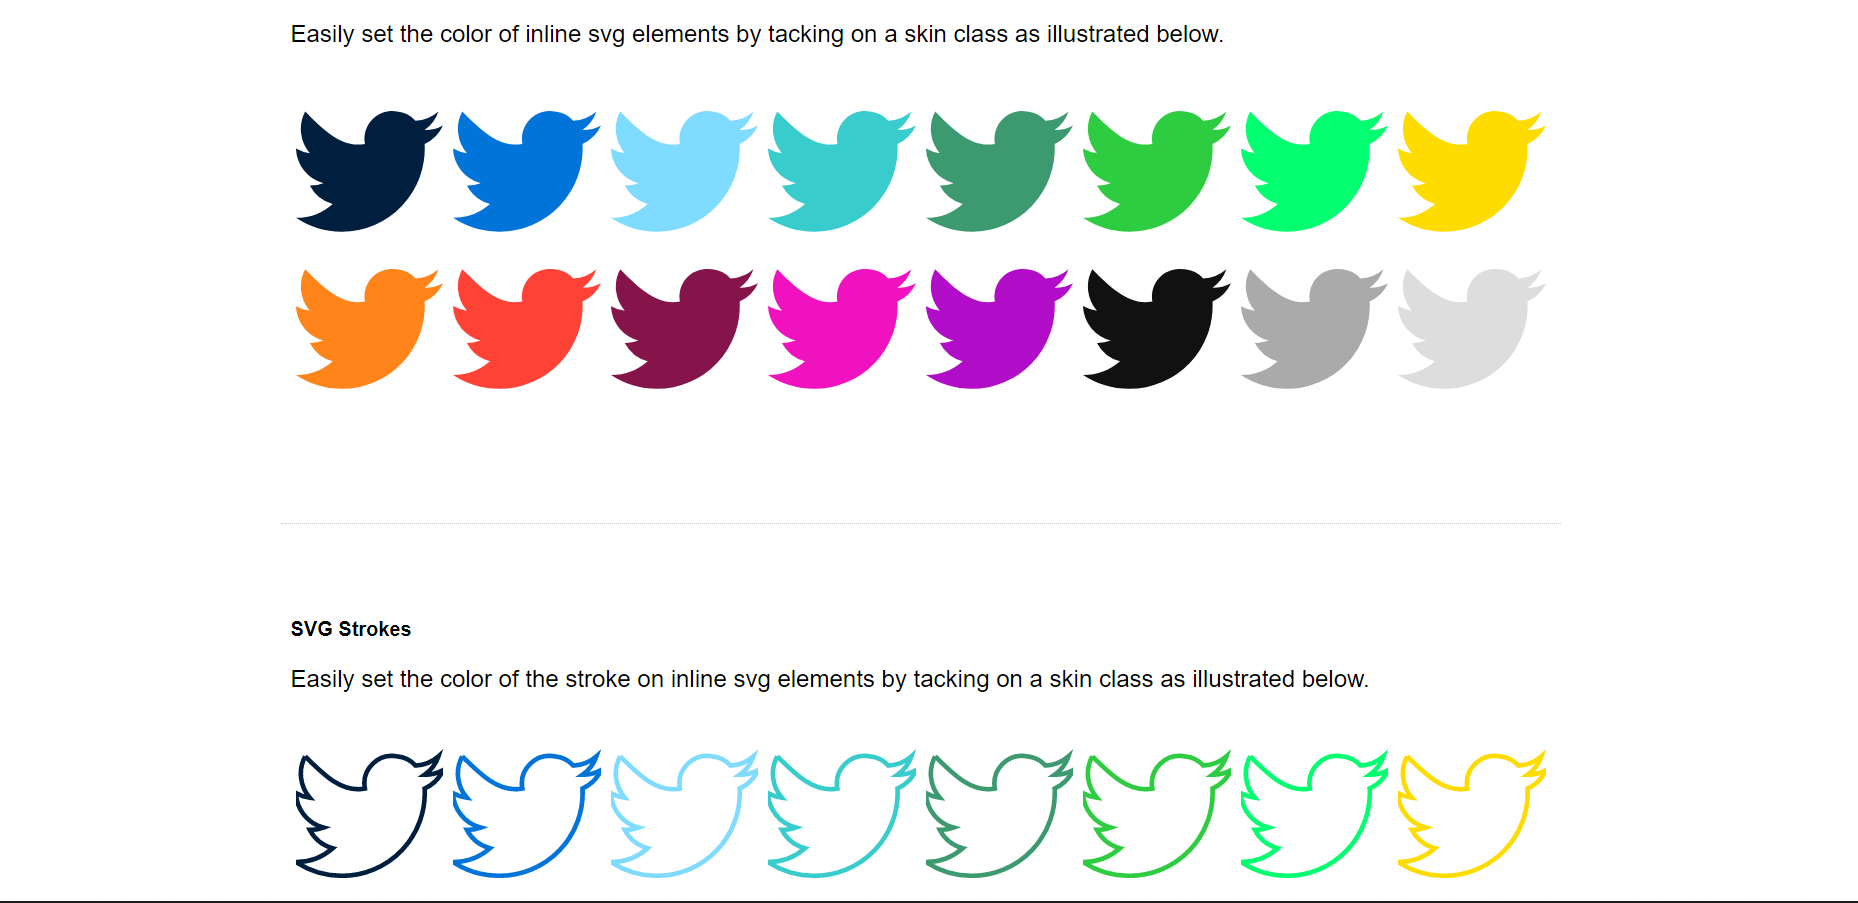 Easily set the color of inline svg elements by tacking on a skin class as illustrated below.
SVG Strokes
Easily set the color of the stroke on inline svg elements by tacking on a skin class as illustrated below.